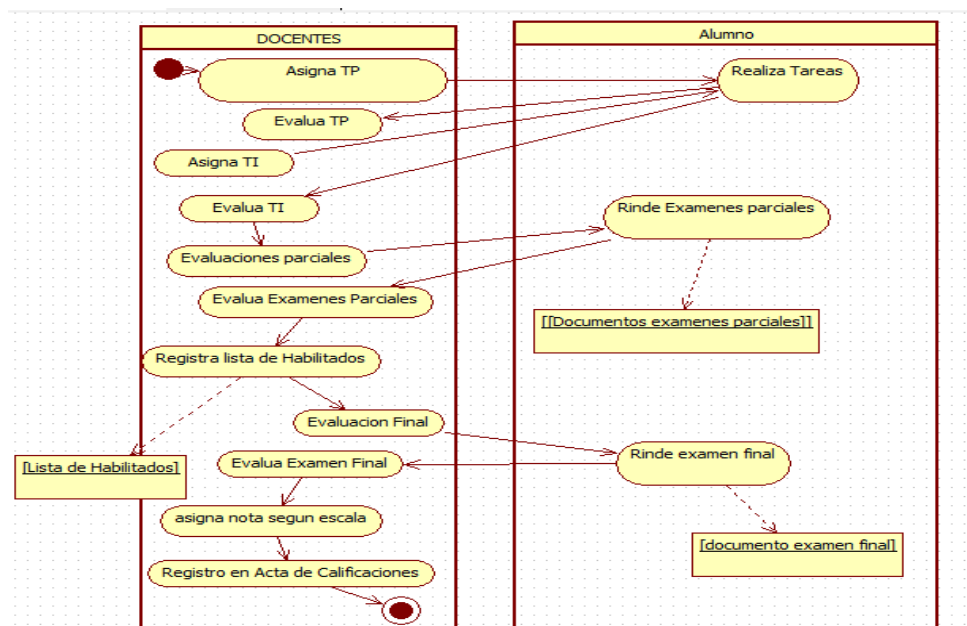 DOCENTES
Alumno
Asigna TP
Realiza Tareas
Evalua TP
Asigna TI
Evalua TI
Rinde Examenes parciales
Evaluaciones parciales
Evalua Examenes Parciales
[[Documentos examenes parciales]]
Registra lista de Habilitados
Evaluacion Final
[Lista de Habilitados]
Evalua Examen Final
Rinde examen final
asigna nota segun escala
[documento examen final]
Registro en Acta de Calificaciones